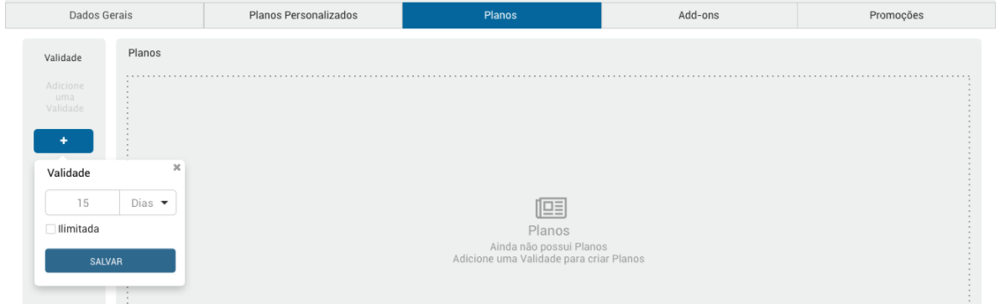 Dados Gerais
Planos Personalizados
Planos
Add-ons
Promoções
Validade
Adicione
uma
Validade
+
Validade
15
Dias
Ilimitada
SALVAR
Planos
Planos
Ainda não possui Planos
Adicione uma Validade para criar Planos